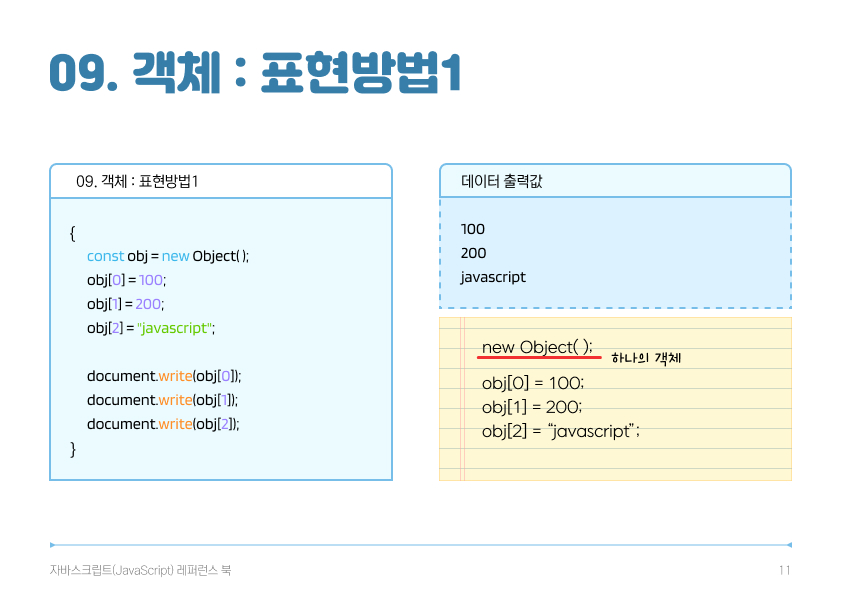 09. 객체 : 표현방법1
09. 객체 : 표현방법1
{
const obj = new Object( );
obj[0] = 100;
obj[1] = 200;
obj[2] = "javascript";
document.write(obj[0]);
document.write(obj[1]);
document.write(obj[2]);
}
데이터 출력값
100
200
javascript
new Object( );
하나의 객체
obj[0] = 100;
obj[1] = 200;
obj[2] = “javascript”;
자바스크립트(JavaScript) 레퍼런스 북
11